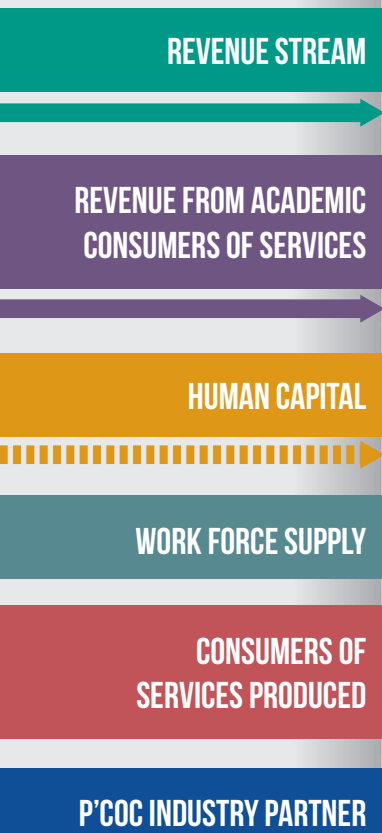 REVENUE STREAM
REVENUE FROM ACADEMIC
CONSUMERS OF SERVICES
HUMAN CAPITAL
WORK FORCE SUPPLY
CONSUMERS OF
SERVICES PRODUCED
P'COC INDUSTRY PARTNER